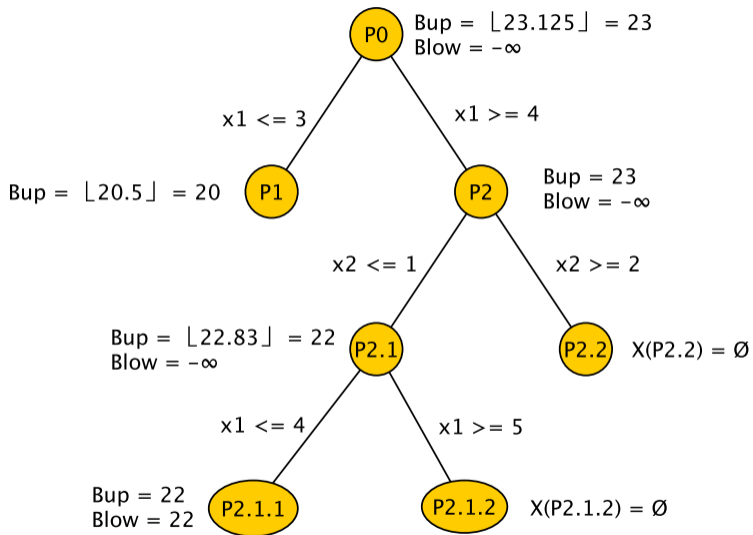 P0
Bup = ⌊23.125⌋ = 23
Blow = -∞
x1 <= 3
x1 >= 4
Bup = ⌊20.5⌋ = 20
P1
P2
Bup = 23
Blow = -∞
x2 <= 1
x2 >= 2
Bup = ⌊22.83⌋ = 22
Blow = -∞
P2.1
P2.2
X(P2.2) = Ø
x1 <= 4
x1 >= 5
Bup = 22
Blow = 22
P2.1.1
P2.1.2
X(P2.1.2) = Ø